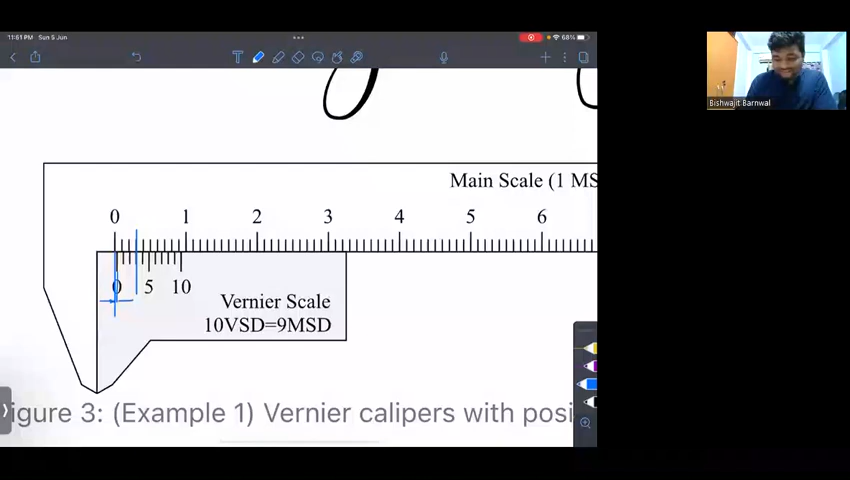 11:51 PM Sun 5 Jun
68%
Bishwajit Barnwal
Main Scale (1 MS
0 1 2 3 4 5 6
0 5 10
Vernier Scale
10VSD=9MSD
igure 3: (Example 1) Vernier calipers with posi